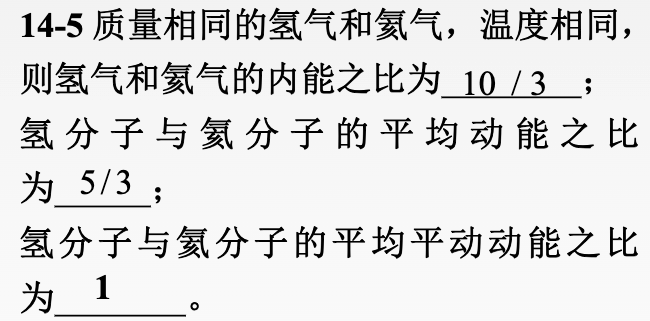 14-5 质量相同的氢气和氦气，温度相同，
则氢气和氦气的内能之比为 10 / 3 ；
氢分子与氦分子的平均动能之比
为 5/3 ；
氢分子与氦分子的平均平动动能之比
为 1 。